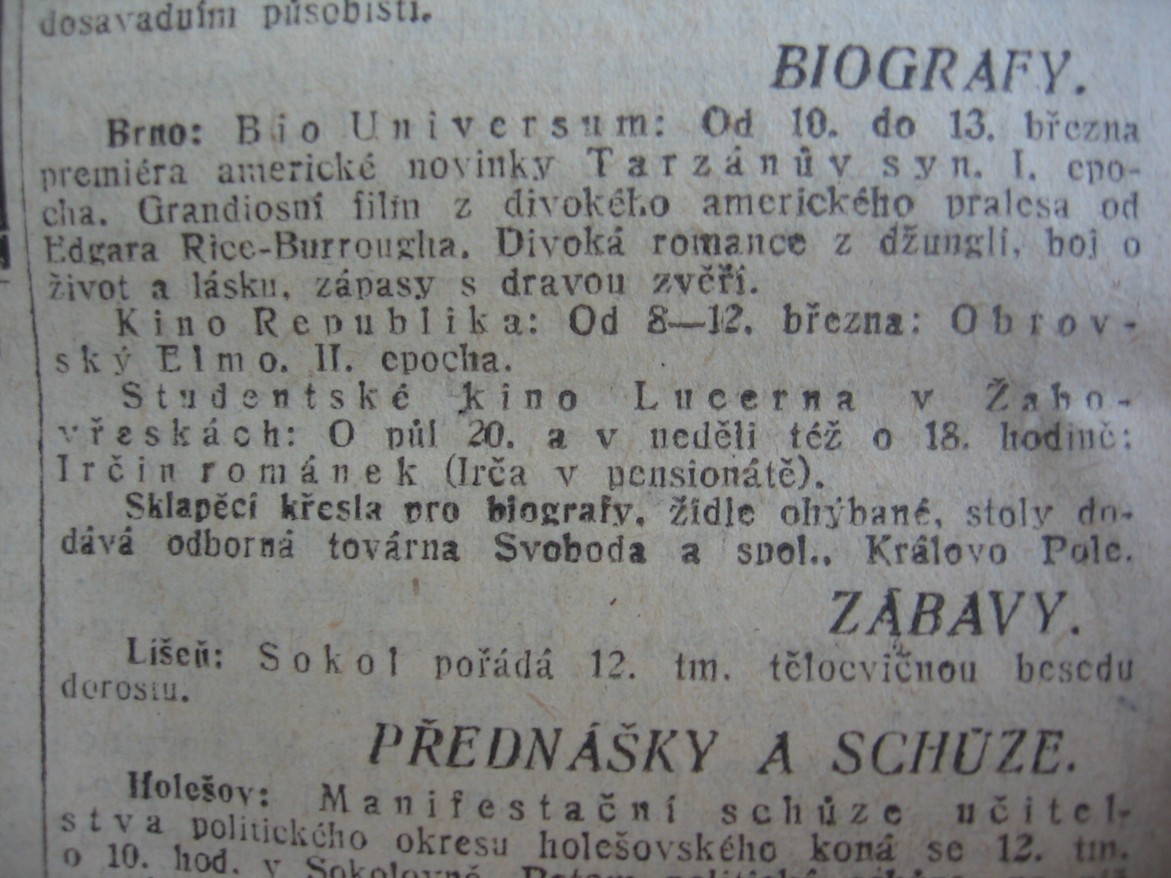 dosavadním působišti.
BIOGRAFY.
Brno: Bio Universum: Od 10. do 13. března
premiéra americké novinky Tarzánův syn. I. epo-
cha. Grandiosní film z divokého amerického pralesa od
Edgara Rice-Burrougha. Divoká romance z džunglí, boj o
život a lásku, zápasy s dravou zvěří.
Kino Republika: Od 8—12. března: Obrov-
ský Elmo. II. epocha.
Studentské kino Lucerna v Žabo-
vřeskách: O půl 20. a v neděli též o 18. hodině:
Irčin románek (Irča v pensionátě).
Sklapěcí křesla pro biografy, židle ohýbané, stoly do-
dává odborná továrna Svoboda a spol., Královo Pole.
ZÁBAVY.
Líšeň: Sokol pořádá 12. tm. tělocvičnou besedu
dorostu.
PŘEDNÁŠKY A SCHŮZE.
Holešov: Manifestační schůze učitel-
stva politického okresu holešovského koná se 12. tm.
o 10. hod. v Sokolovně. Potom